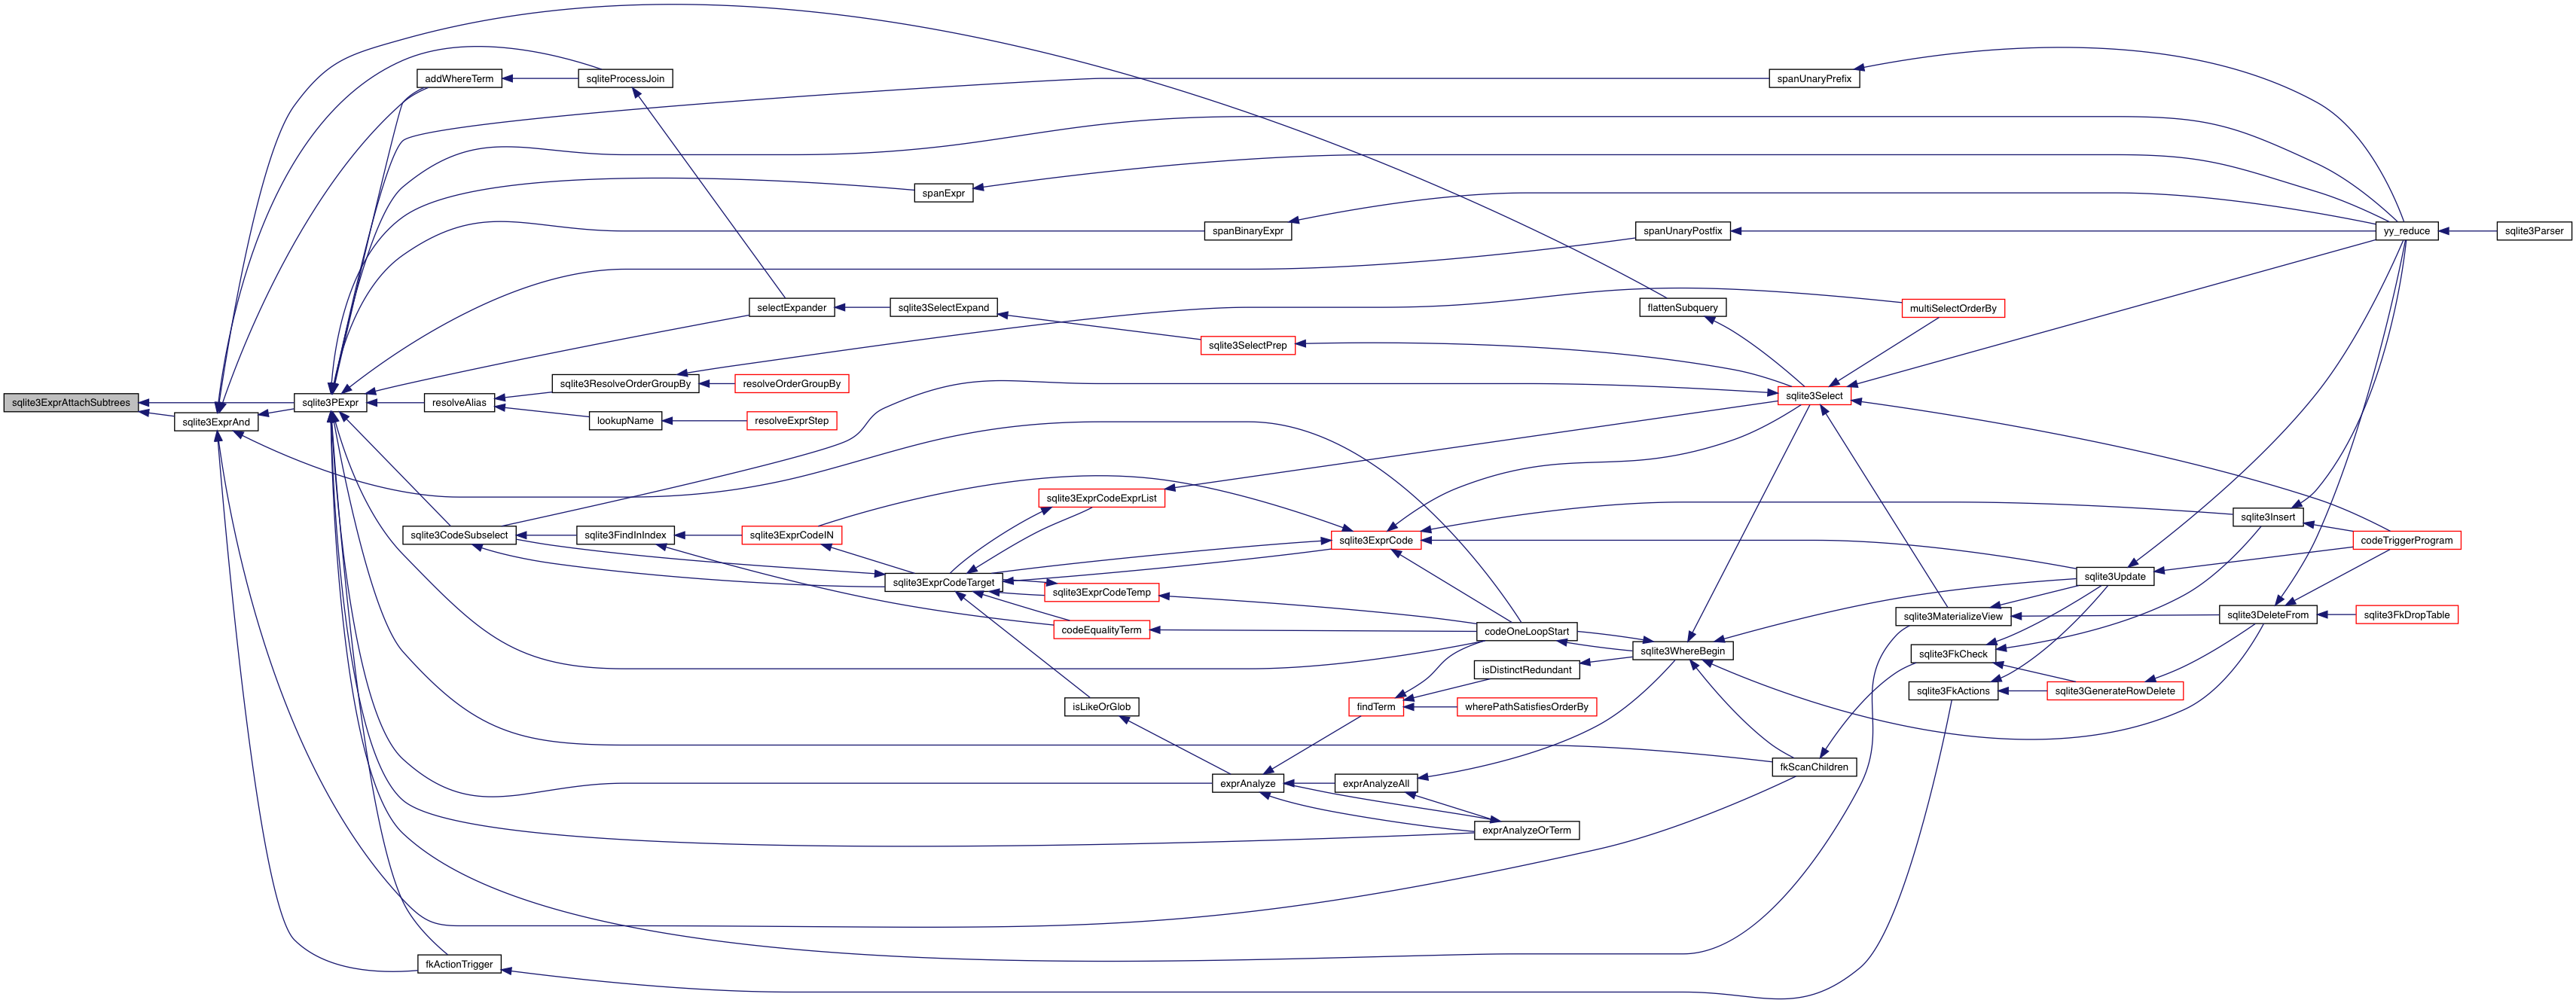 addWhereTerm
sqliteProcessJoin
spanUnaryPrefix
spanExpr
spanBinaryExpr
spanUnaryPostfix
yy_reduce
sqlite3Parser
selectExpander
sqlite3SelectExpand
flattenSubquery
multiSelectOrderBy
sqlite3SelectPrep
sqlite3ResolveOrderGroupBy
resolveOrderGroupBy
sqlite3Select
sqlite3ExprAttachSubtrees
sqlite3PExpr
resolveAlias
sqlite3ExprAnd
lookupName
resolveExprStep
sqlite3ExprCodeExprList
sqlite3Insert
sqlite3CodeSubselect
sqlite3FindInIndex
sqlite3ExprCodeIN
sqlite3ExprCode
codeTriggerProgram
sqlite3ExprCodeTarget
sqlite3Update
sqlite3ExprCodeTemp
sqlite3MaterializeView
sqlite3DeleteFrom
sqlite3FkDropTable
codeEqualityTerm
codeOneLoopStart
sqlite3WhereBegin
sqlite3FkCheck
isDistinctRedundant
sqlite3FkActions
sqlite3GenerateRowDelete
isLikeOrGlob
findTerm
wherePathSatisfiesOrderBy
fkScanChildren
exprAnalyze
exprAnalyzeAll
exprAnalyzeOrTerm
fkActionTrigger